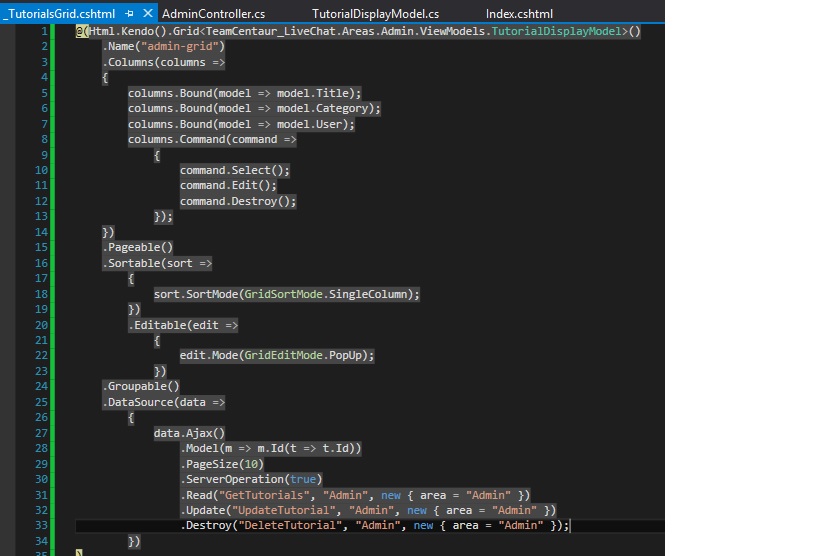 _TutorialsGrid.cshtml AdminController.cs TutorialDisplayModel.cs Index.cshtml
1 @(Html.Kendo().Grid<TeamCentaur_LiveChat.Areas.Admin.ViewModels.TutorialDisplayModel>()
2 .Name("admin-grid")
3 .Columns(columns =>
4 {
5 columns.Bound(model => model.Title);
6 columns.Bound(model => model.Category);
7 columns.Bound(model => model.User);
8 columns.Command(command =>
9 {
10 command.Select();
11 command.Edit();
12 command.Destroy();
13 });
14 })
15 .Pageable()
16 .Sortable(sort =>
17 {
18 sort.SortMode(GridSortMode.SingleColumn);
19 })
20 .Editable(edit =>
21 {
22 edit.Mode(GridEditMode.PopUp);
23 })
24 .Groupable()
25 .DataSource(data =>
26 {
27 data.Ajax()
28 .Model(m => m.Id(t => t.Id))
29 .PageSize(10)
30 .ServerOperation(true)
31 .Read("GetTutorials", "Admin", new { area = "Admin" })
32 .Update("UpdateTutorial", "Admin", new { area = "Admin" })
33 .Destroy("DeleteTutorial", "Admin", new { area = "Admin" });
34 })
35 )